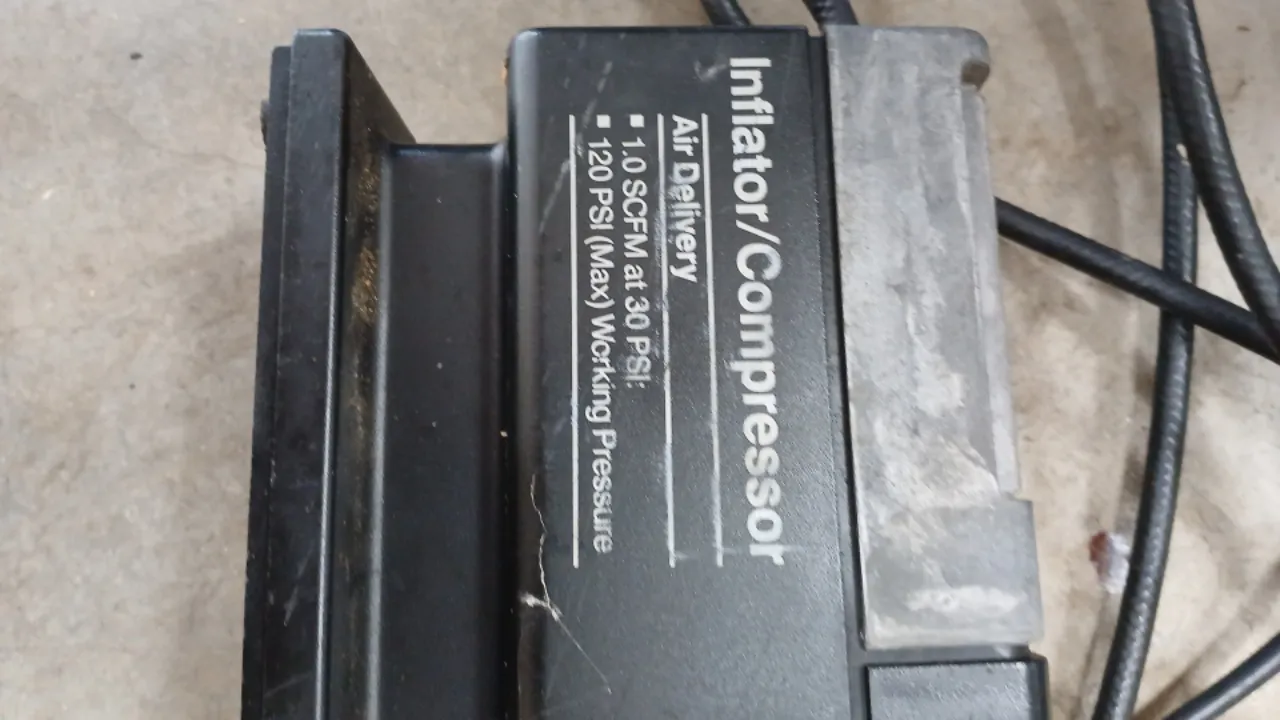 Inflator/Compressor
Air Delivery
▪ 1.0 SCFM at 30 PSI:
▪ 120 PSI (Max) Working Pressure